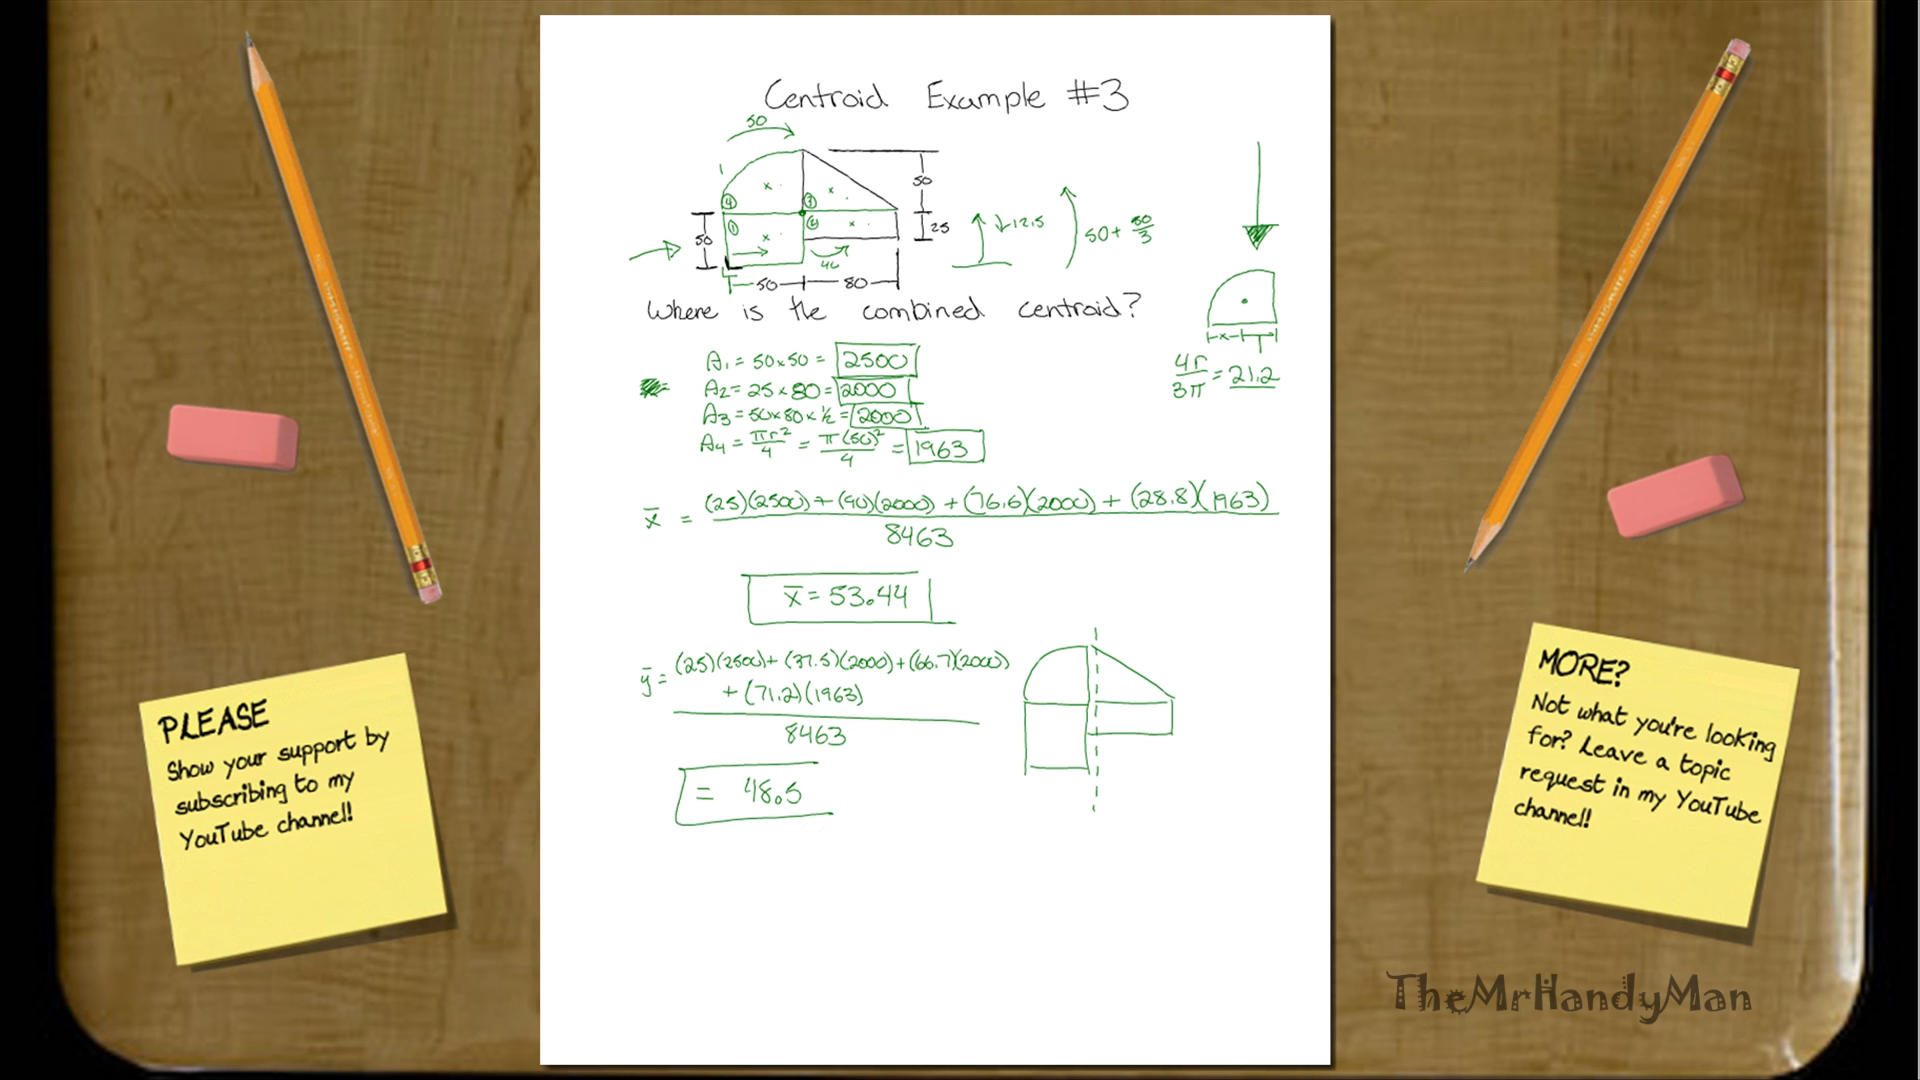 Centroid Example #3
50
50
④ ③
① ②
50
25
40
50 80
12.5
50 + 50/3
Where is the combined centroid?
x
4r/3π = 21.2
A₁ = 50 x 50 = 2500
A₂ = 25 x 80 = 2000
A₃ = 50 x 80 x ½ = 2000
A₄ = πr²/4 = π(50)²/4 = 1963
x̄ = (25)(2500) + (90)(2000) + (76.6)(2000) + (28.8)(1963)
8463
x̄ = 53.44
ȳ = (25)(2500) + (37.5)(2000) + (66.7)(2000)
+ (71.2)(1963)
8463
= 48.5
PLEASE
Show your support by
subscribing to my
YouTube channel!
MORE?
Not what you're looking
for? Leave a topic
request in my YouTube
channel!
TheMrHandyMan